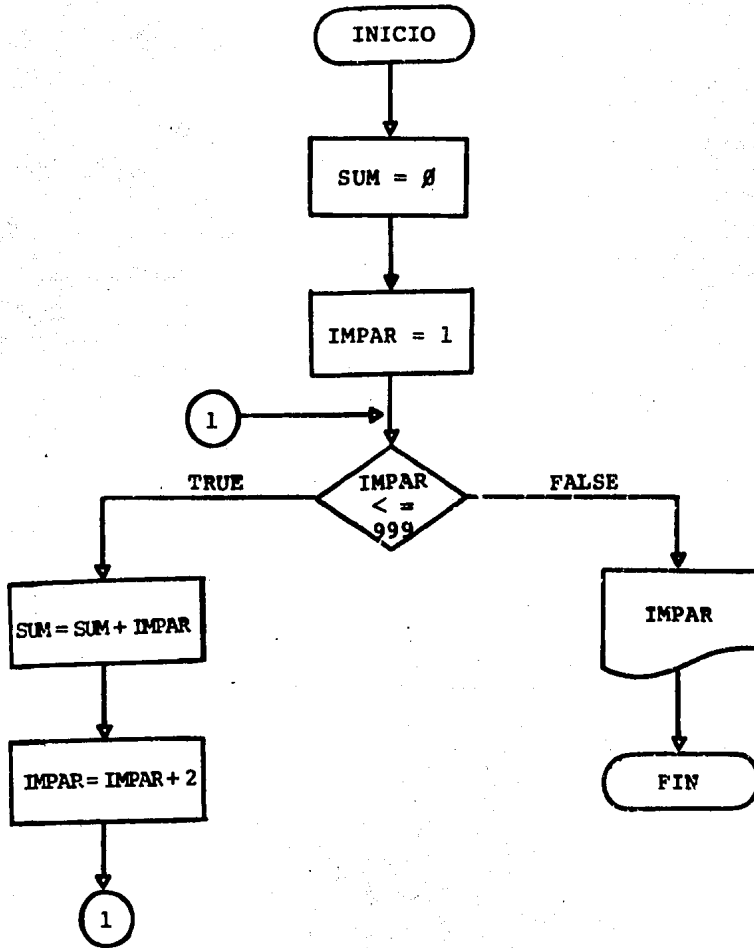 INICIO
SUM = Ø
IMPAR = 1
1
TRUE
IMPAR
< =
999
FALSE
SUM = SUM + IMPAR
IMPAR
IMPAR = IMPAR + 2
FIN
1